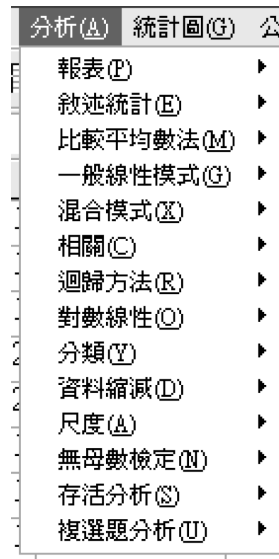 分析(A) 統計圖(G) 公
報表(P)
敘述統計(E)
比較平均數法(M)
一般線性模式(G)
混合模式(X)
相關(C)
迴歸方法(R)
對數線性(O)
分類(Y)
資料縮減(D)
尺度(A)
無母數檢定(N)
存活分析(S)
複選題分析(U)